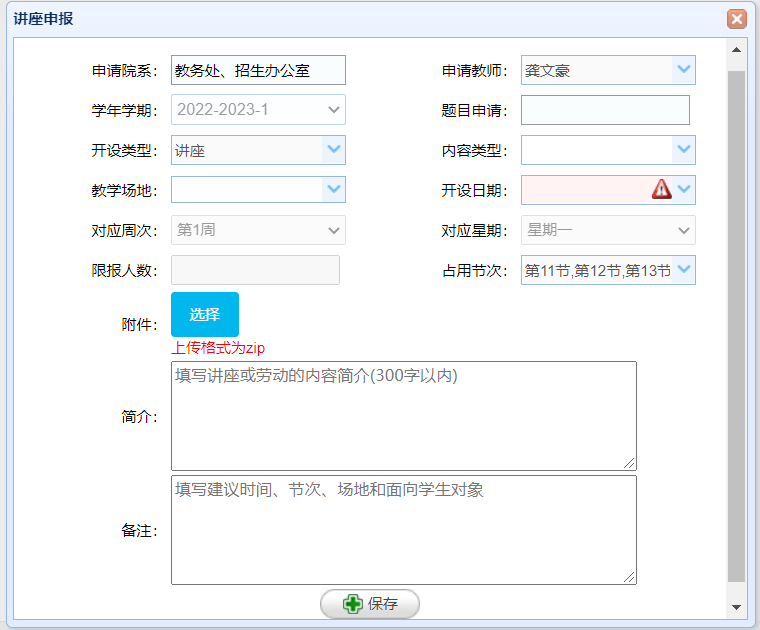 讲座申报
申请院系： 教务处、招生办公室 申请教师： 龚文豪
学年学期： 2022-2023-1 题目申请：
开设类型： 讲座 内容类型：
教学场地： 开设日期：
对应周次： 第1周 对应星期： 星期一
限报人数： 占用节次： 第11节,第12节,第13节
附件： 选择
上传格式为zip
简介： 填写讲座或劳动的内容简介(300字以内)
备注： 填写建议时间、节次、场地和面向学生对象
保存